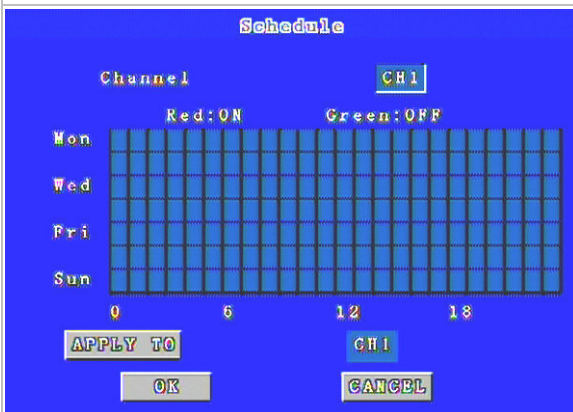 Schedule
Channel CH1
Red:ON Green:OFF
Mon
Wed
Fri
Sun
0 6 12 18
APPLY TO CH1
OK CANCEL